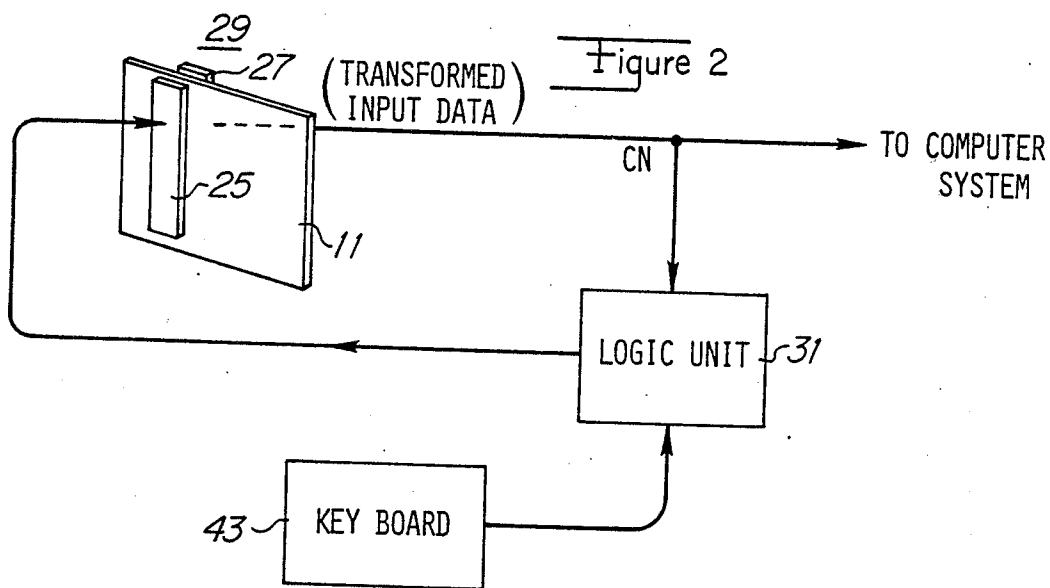 29
27
Figure 2
(TRANSFORMED
INPUT DATA)
CN
TO COMPUTER
SYSTEM
25
11
LOGIC UNIT
31
KEY BOARD
43